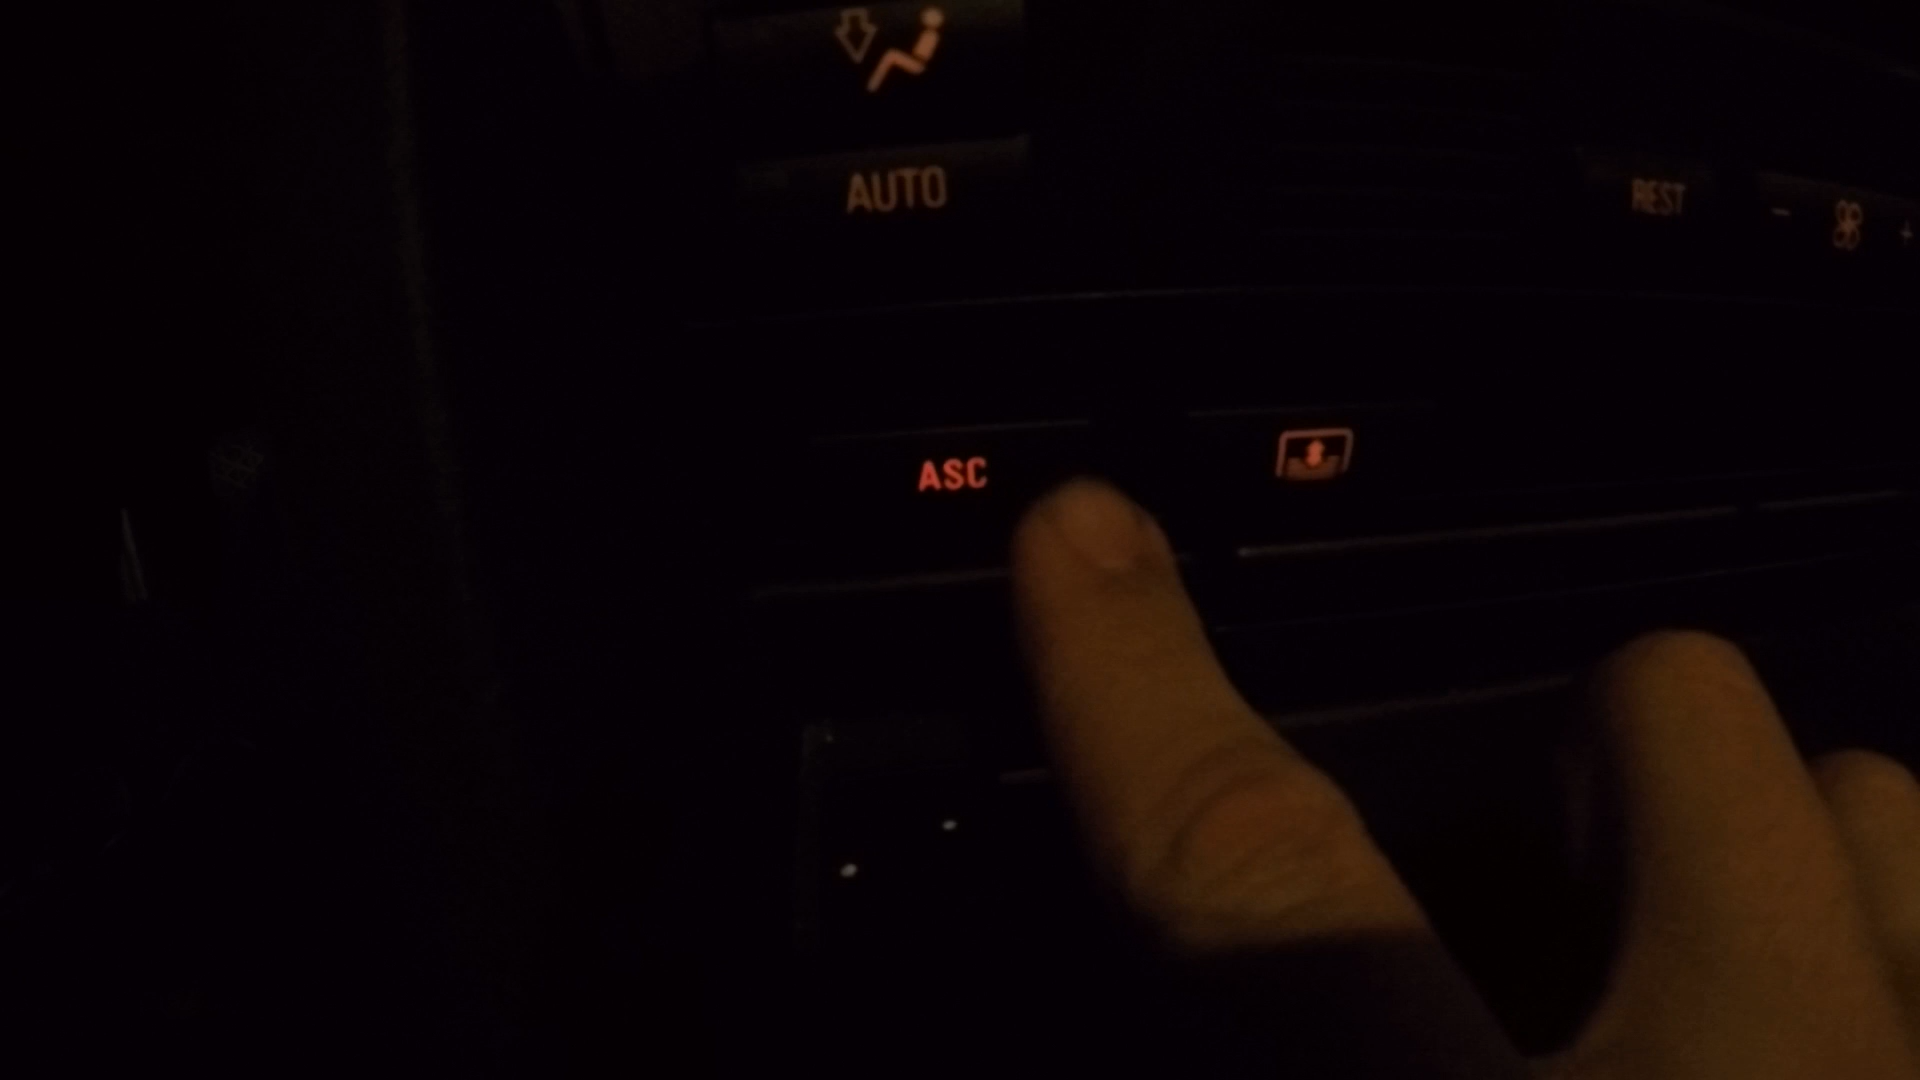 AUTO
REST
- +
ASC